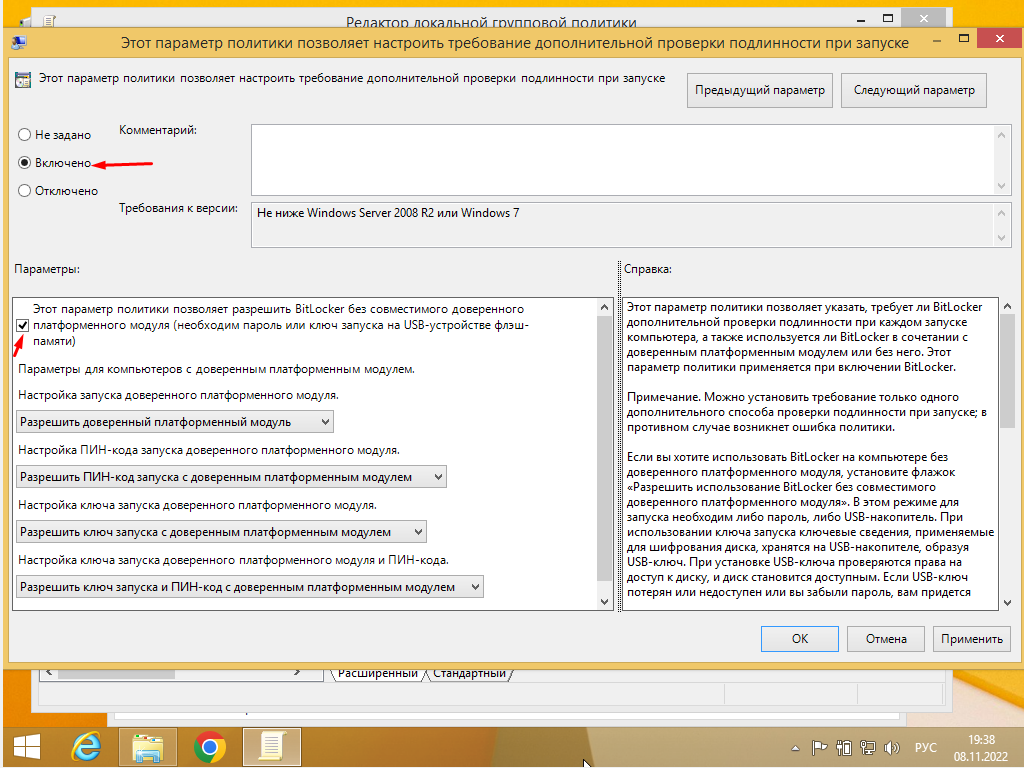 Редактор локальной групповой политики
Этот параметр политики позволяет настроить требование дополнительной проверки подлинности при запуске
Этот параметр политики позволяет настроить требование дополнительной проверки подлинности при запуске
Предыдущий параметр
Следующий параметр
Не задано
Включено
Отключено
Комментарий:
Требования к версии:
Не ниже Windows Server 2008 R2 или Windows 7
Параметры:
Этот параметр политики позволяет разрешить BitLocker без совместимого доверенного
платформенного модуля (необходим пароль или ключ запуска на USB-устройстве флэш-
памяти)
Параметры для компьютеров с доверенным платформенным модулем.
Настройка запуска доверенного платформенного модуля.
Разрешить доверенный платформенный модуль
Настройка ПИН-кода запуска доверенного платформенного модуля.
Разрешить ПИН-код запуска с доверенным платформенным модулем
Настройка ключа запуска доверенного платформенного модуля.
Разрешить ключ запуска с доверенным платформенным модулем
Настройка ключа запуска доверенного платформенного модуля и ПИН-кода.
Разрешить ключ запуска и ПИН-код с доверенным платформенным модулем
Справка:
Этот параметр политики позволяет указать, требует ли BitLocker
дополнительной проверки подлинности при каждом запуске
компьютера, а также используется ли BitLocker в сочетании с
доверенным платформенным модулем или без него. Этот
параметр политики применяется при включении BitLocker.
Примечание. Можно установить требование только одного
дополнительного способа проверки подлинности при запуске; в
противном случае возникнет ошибка политики.
Если вы хотите использовать BitLocker на компьютере без
доверенного платформенного модуля, установите флажок
«Разрешить использование BitLocker без совместимого
доверенного платформенного модуля». В этом режиме для
запуска необходим либо пароль, либо USB-накопитель. При
использовании ключа запуска ключевые сведения, применяемые
для шифрования диска, хранятся на USB-накопителе, образуя
USB-ключ. При установке USB-ключа проверяются права на
доступ к диску, и диск становится доступным. Если USB-ключ
потерян или недоступен или вы забыли пароль, вам придется
ОК
Отмена
Применить
Расширенный
Стандартный
РУС
19:38
08.11.2022